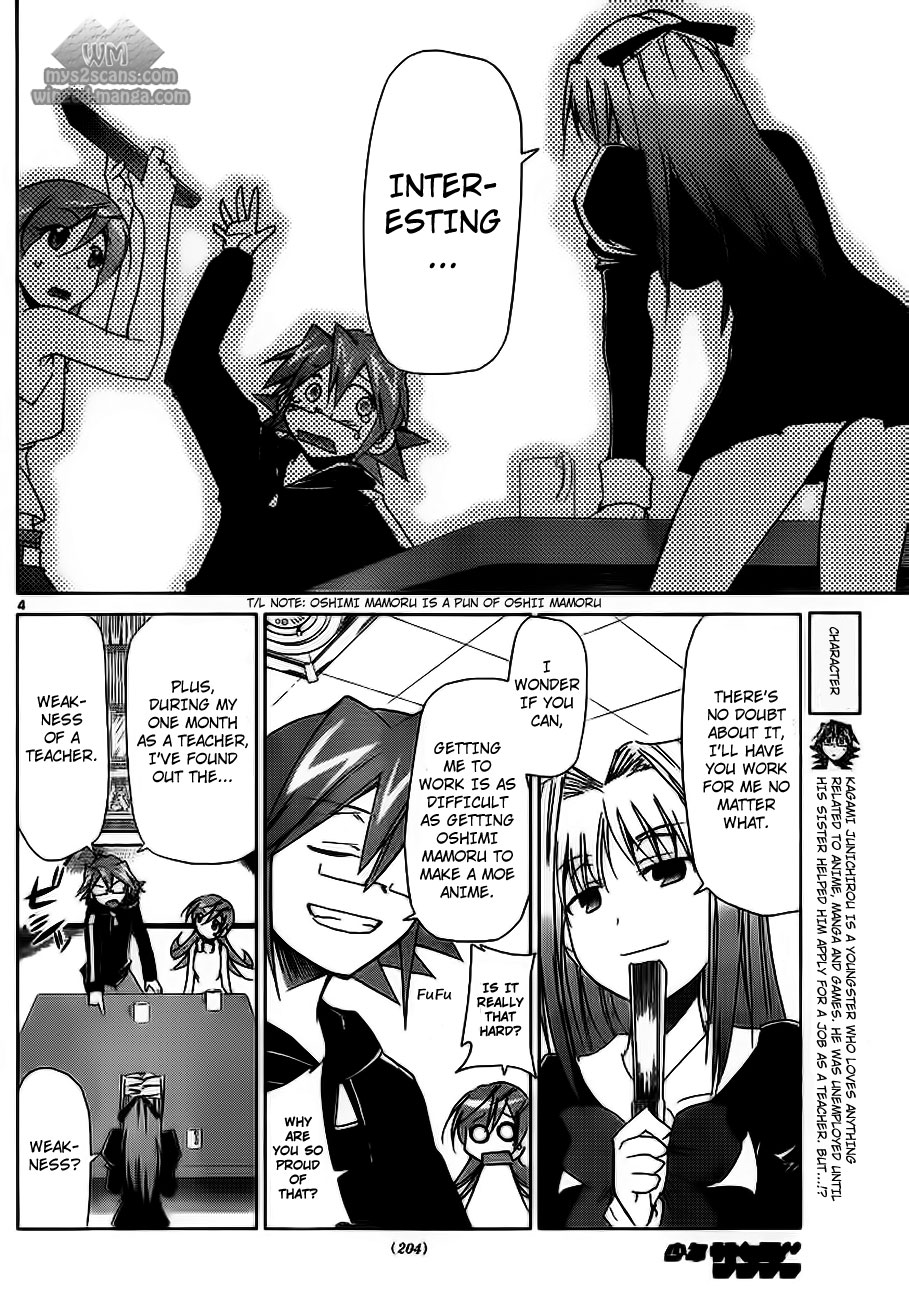 WM
mys2scans.com
INTER-
ESTING
...
4
T/L NOTE: OSHIMI MAMORU IS A PUN OF OSHII MAMORU
CHARACTER
KAGAMI JUNICHIROU IS A YOUNGSTER WHO LOVES ANYTHING
RELATED TO ANIME, MANGA AND GAMES. HE WAS UNEMPLOYED UNTIL
HIS SISTER HELPED HIM APPLY FOR A JOB AS A TEACHER. BUT...!?
THERE'S
NO DOUBT
ABOUT IT,
I'LL HAVE
YOU WORK
FOR ME NO
MATTER
WHAT.
I
WONDER
IF YOU
CAN,
GETTING
ME TO
WORK IS AS
DIFFICULT
AS GETTING
OSHIMI
MAMORU TO
MAKE A MOE
ANIME.
FUFU
IS IT
REALLY
THAT
HARD?
WHY
ARE
YOU SO
PROUD
OF
THAT?
PLUS,
DURING MY
ONE MONTH
AS A TEACHER,
I'VE FOUND
OUT THE...
WEAK-
NESS
OF A
TEACHER.
WEAK-
NESS?
(204)